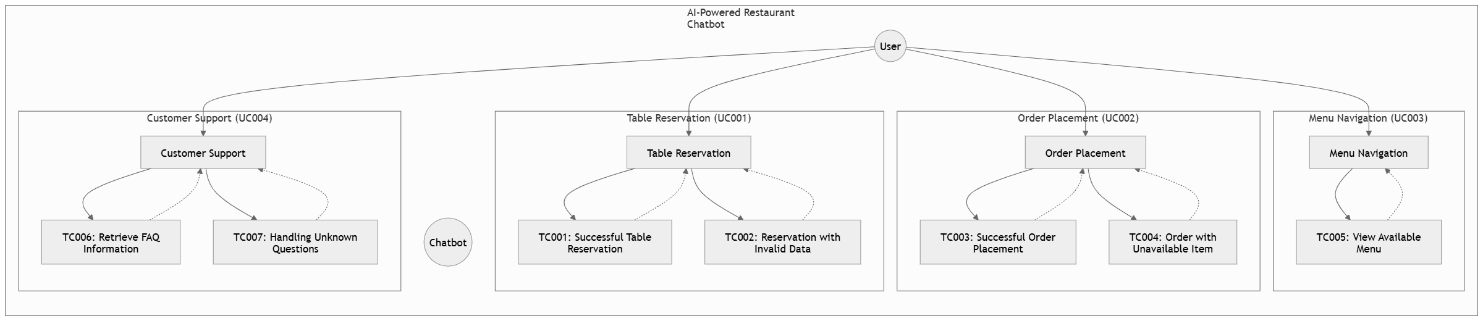 AI-Powered Restaurant
Chatbot
User
Customer Support (UC004)
Table Reservation (UC001)
Order Placement (UC002)
Menu Navigation (UC003)
Customer Support
Table Reservation
Order Placement
Menu Navigation
TC006: Retrieve FAQ
Information
TC007: Handling Unknown
Questions
Chatbot
TC001: Successful Table
Reservation
TC002: Reservation with
Invalid Data
TC003: Successful Order
Placement
TC004: Order with
Unavailable Item
TC005: View Available
Menu